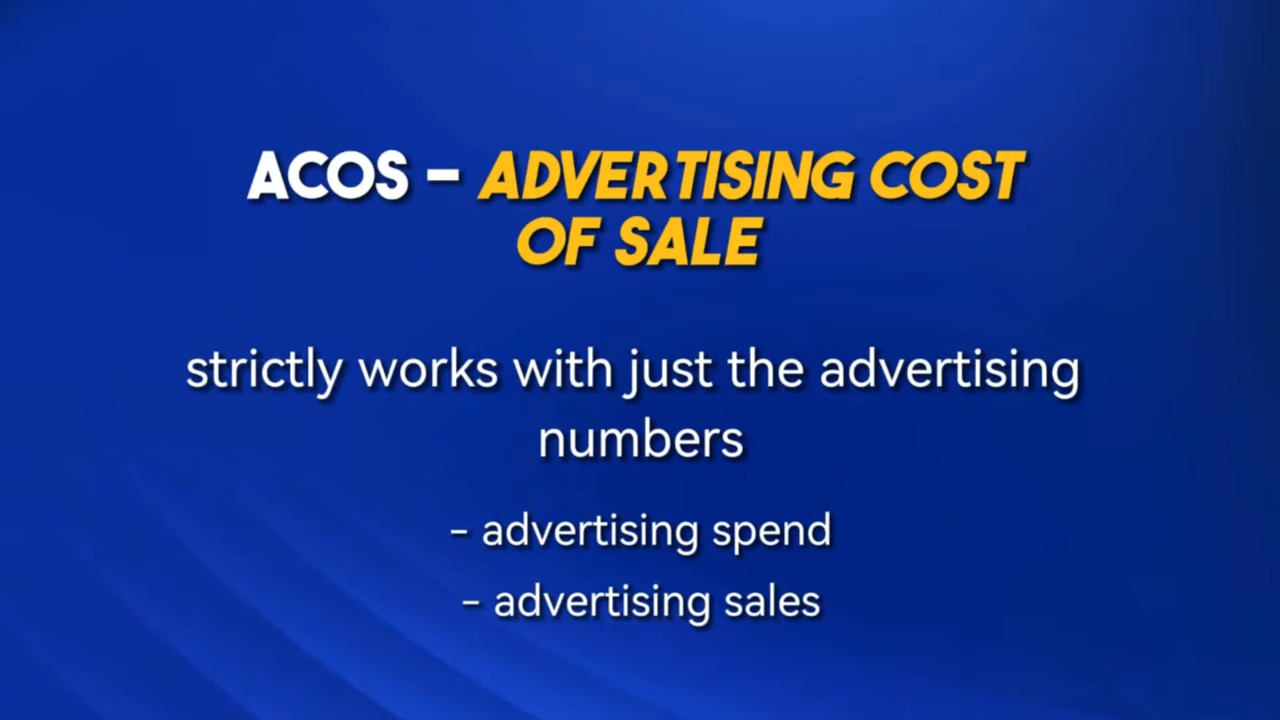 ACOS – ADVERTISING COST
OF SALE
strictly works with just the advertising
numbers
- advertising spend
- advertising sales